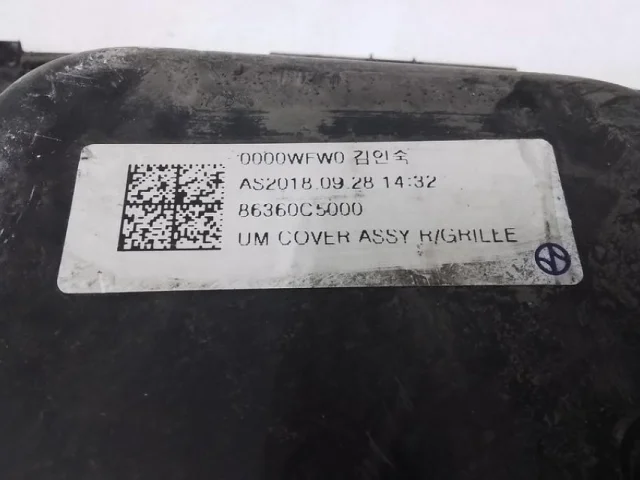 0000WFW0 김인숙
AS2018.09.28 14:32
86360C5000
UM COVER ASSY R/GRILLE